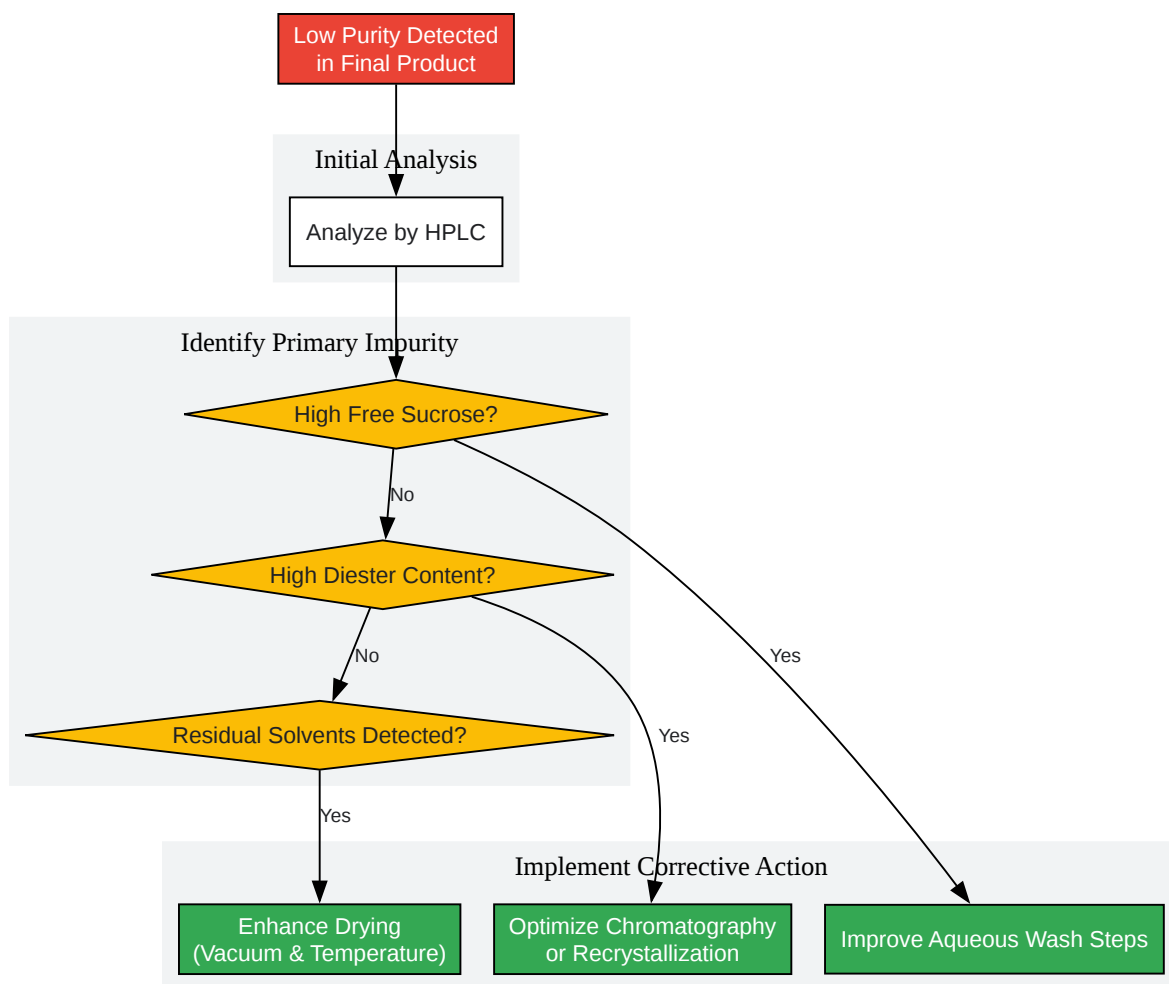 Low Purity Detected
in Final Product
Initial Analysis
Analyze by HPLC
Identify Primary Impurity
High Free Sucrose?
No
High Diester Content?
No
Yes
Residual Solvents Detected?
Yes
Yes
Implement Corrective Action
Enhance Drying
(Vacuum & Temperature)
Optimize Chromatography
or Recrystallization
Improve Aqueous Wash Steps